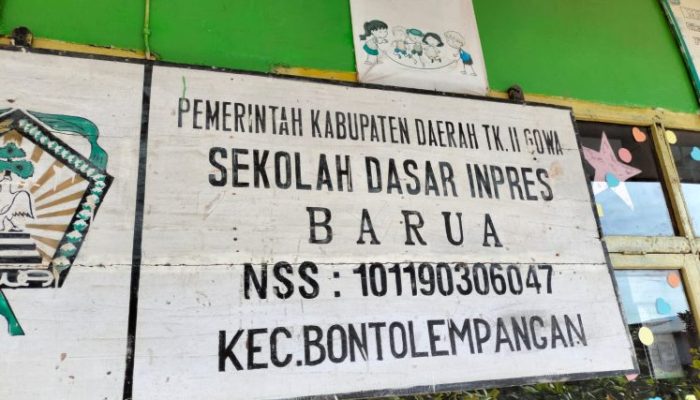 PEMERINTAH KABUPATEN DAERAH TK.II GOWA
SEKOLAH DASAR INPRES
BARUA
NSS : 101190306047
KEC.BONTOLEMPANGAN